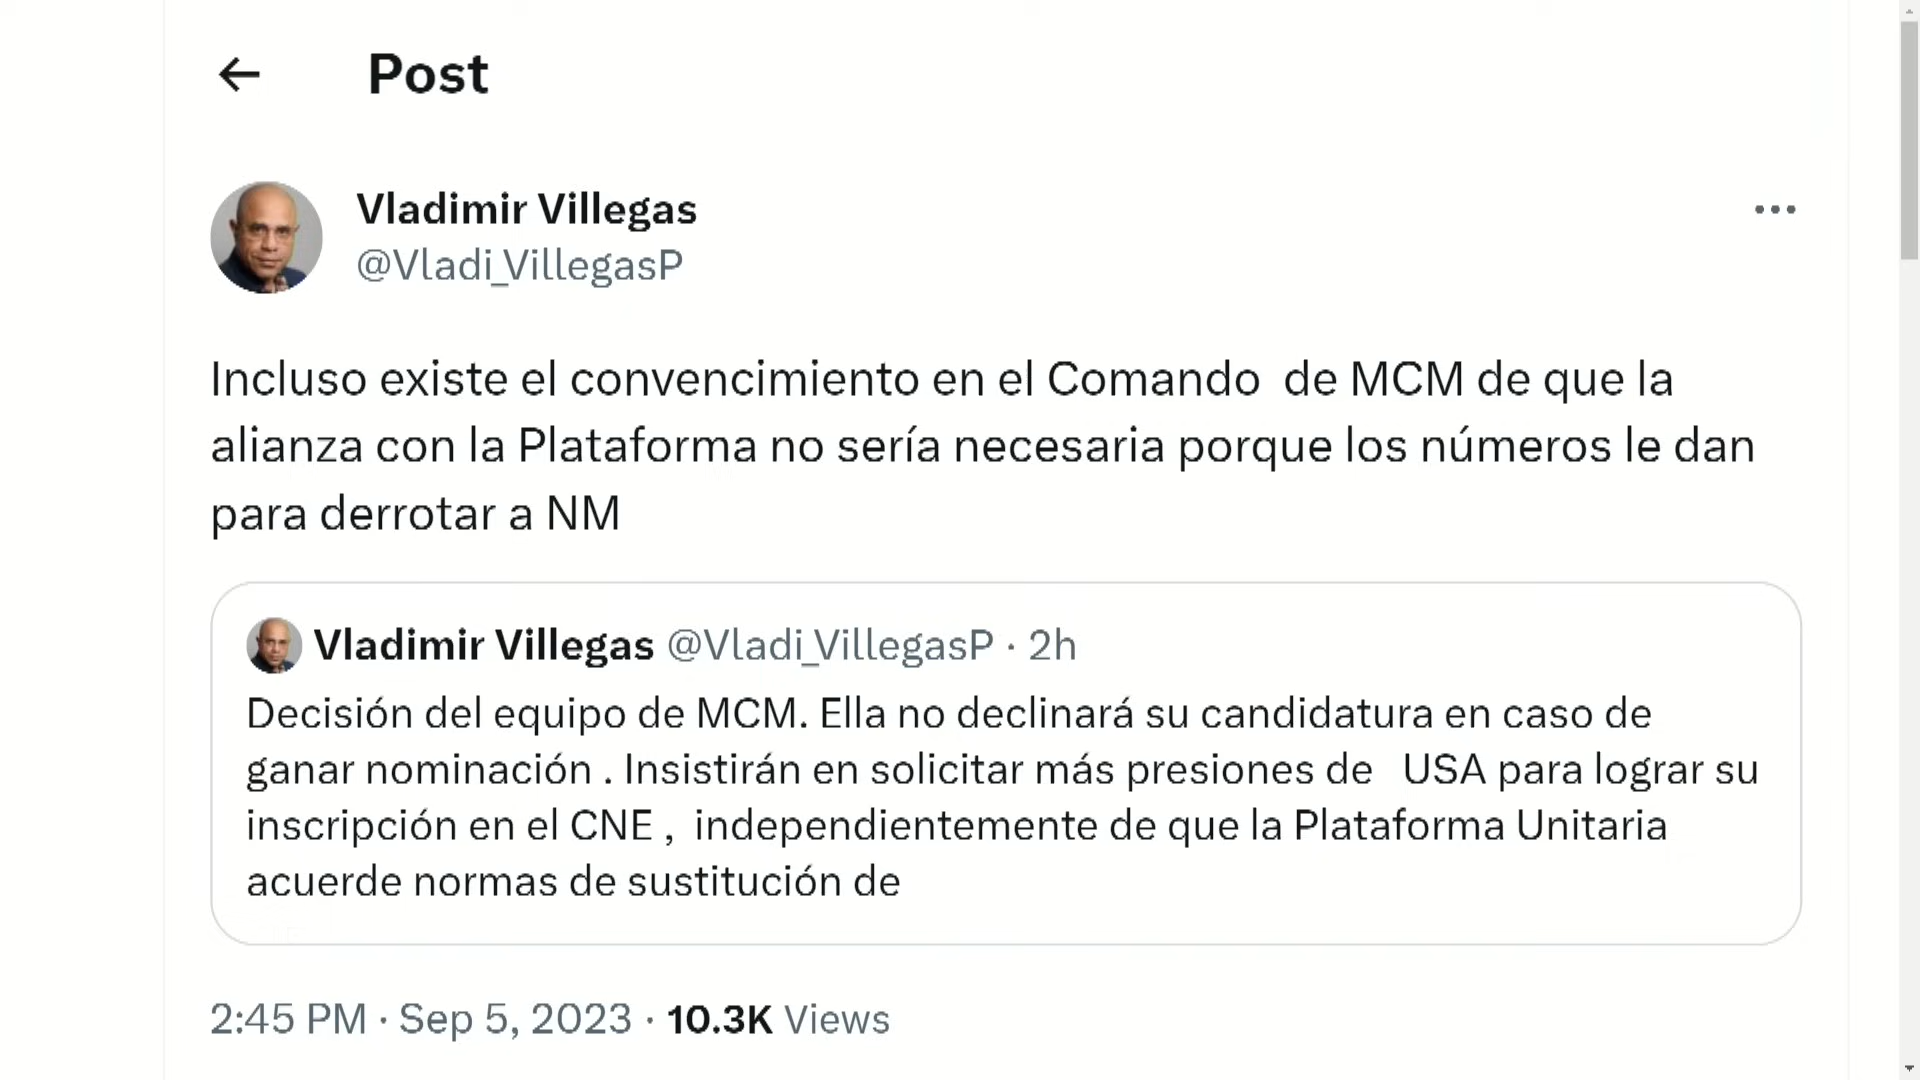 Post
Vladimir Villegas
@Vladi_VillegasP
Incluso existe el convencimiento en el Comando de MCM de que la
alianza con la Plataforma no sería necesaria porque los números le dan
para derrotar a NM
Vladimir Villegas @Vladi_VillegasP · 2h
Decisión del equipo de MCM. Ella no declinará su candidatura en caso de
ganar nominación . Insistirán en solicitar más presiones de USA para lograr su
inscripción en el CNE , independientemente de que la Plataforma Unitaria
acuerde normas de sustitución de
2:45 PM · Sep 5, 2023 · 10.3K Views